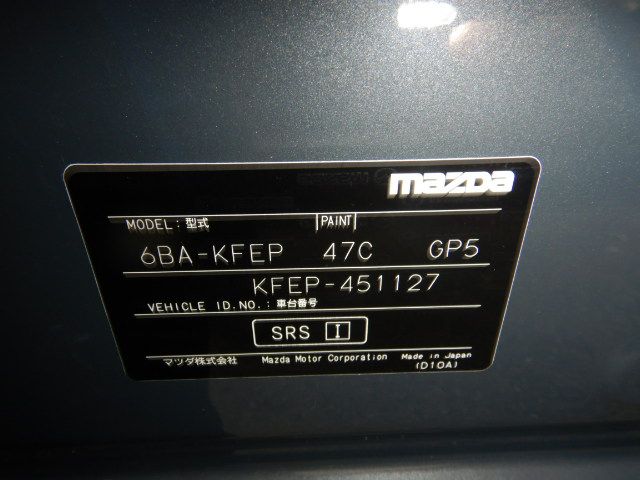 mazda
MODEL:型式 PAINT
6BA-KFEP 47C GP5
KFEP-451127
VEHICLE ID.NO.:車台番号
SRS I
マツダ株式会社 Mazda Motor Corporation Made in Japan
(D10A)